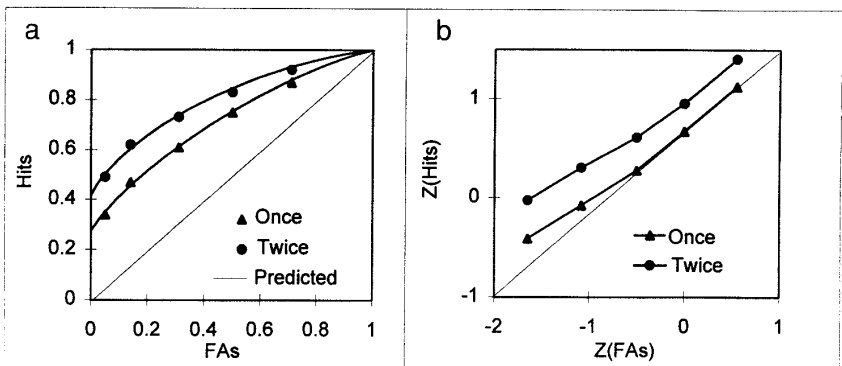 a
1
0.8
0.6
0.4
0.2
0
Hits
0
0.2
0.4
0.6
0.8
1
FAs
Once
Twice
Predicted
b
1
0
-1
Z(Hits)
-2
-1
0
1
Z(FAs)
Once
Twice